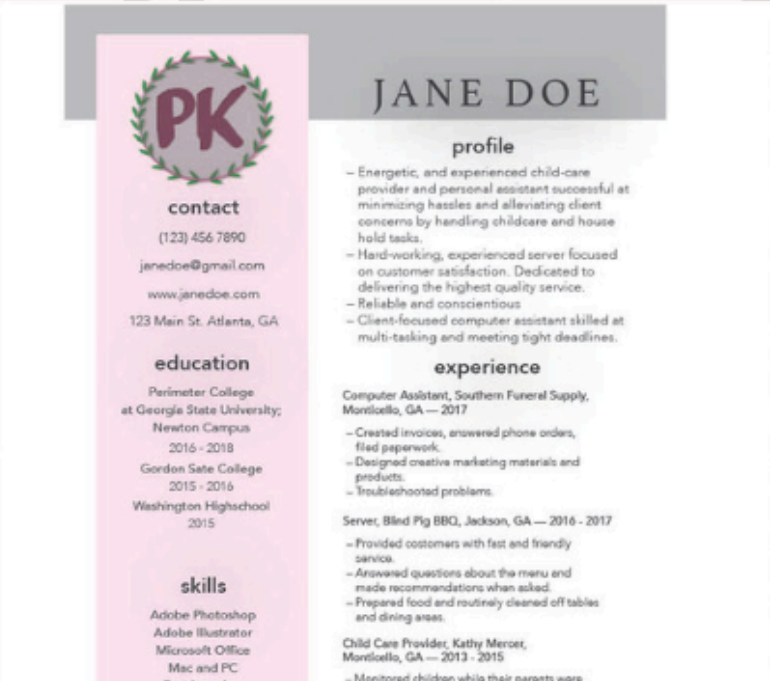 PK
JANE DOE
contact
(123) 456 7890
janedoe@gmail.com
www.janedoe.com
123 Main St. Atlanta, GA
education
Perimeter College
at Georgia State University;
Newton Campus
2016 - 2018
Gordon Sate College
2015 - 2016
Washington Highschool
2015
skills
Adobe Photoshop
Adobe Illustrator
Microsoft Office
Mac and PC
profile
– Energetic, and experienced child-care
provider and personal assistant successful at
minimizing hassles and alleviating client
concerns by handling childcare and house
hold tasks.
– Hard-working, experienced server focused
on customer satisfaction. Dedicated to
delivering the highest quality service.
– Reliable and conscientious
– Client-focused computer assistant skilled at
multi-tasking and meeting tight deadlines.
experience
Computer Assistant, Southern Funeral Supply,
Monticello, GA — 2017
– Created invoices, answered phone orders,
filed paperwork.
– Designed creative marketing materials and
products.
– Troubleshooted problems.
Server, Blind Pig BBQ, Jackson, GA — 2016 - 2017
– Provided costomers with fast and friendly
service.
– Answered questions about the menu and
made recommendations when asked.
– Prepared food and routinely cleaned off tables
and dining areas.
Child Care Provider, Kathy Mercer,
Monticello, GA — 2013 - 2015
– Monitored children while their parents were